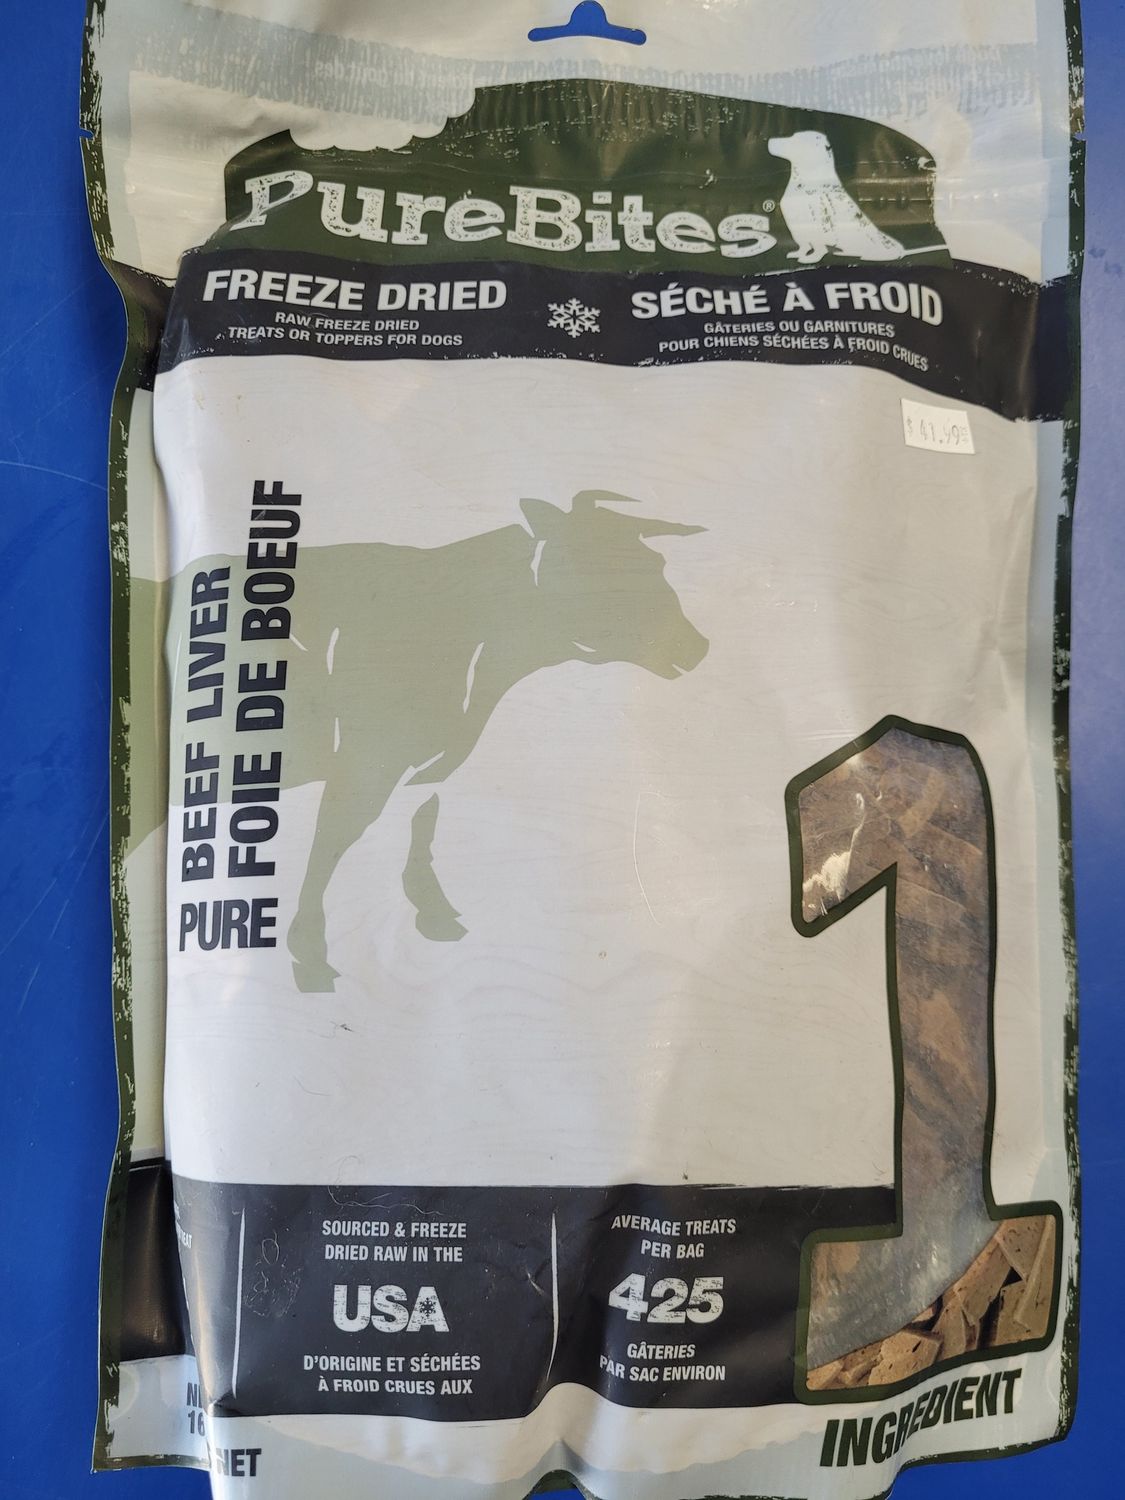 PureBites®
FREEZE DRIED
RAW FREEZE DRIED
TREATS OR TOPPERS FOR DOGS
SÉCHÉ À FROID
GÂTERIES OU GARNITURES
POUR CHIENS SÉCHÉES À FROID CRUES
$41.99
PURE
BEEF LIVER
FOIE DE BOEUF
SOURCED & FREEZE
DRIED RAW IN THE
USA
D'ORIGINE ET SÉCHÉES
À FROID CRUES AUX
AVERAGE TREATS
PER BAG
425
GÂTERIES
PAR SAC ENVIRON
1
INGREDIENT
NET